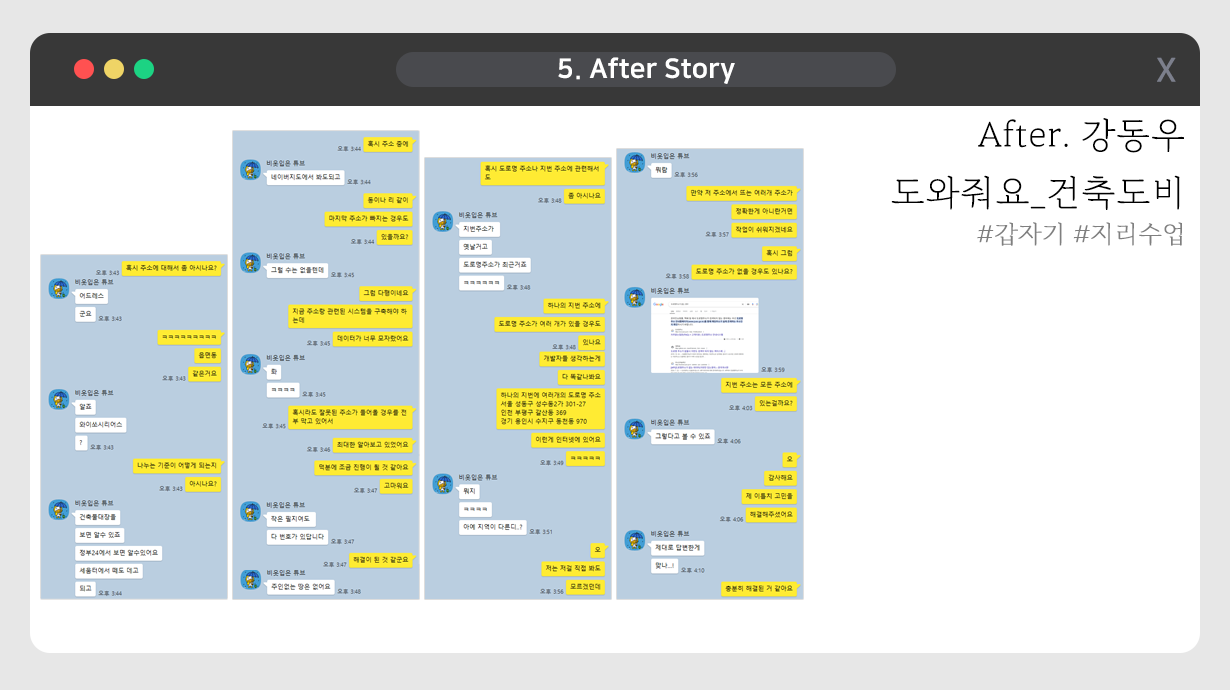 5. After Story
X
After. 강동우
도와줘요_건축도비
#갑자기 #지리수업
혹시 주소에 대해서 좀 아시나요?
오후 3:43
비옷입은 튜브
어드레스
군요
오후 3:43
ㅋㅋㅋㅋㅋㅋㅋㅋㅋ
읍면동
같은거요
오후 3:43
비옷입은 튜브
알죠
와이쏘시리어스
?
오후 3:43
나누는 기준이 어떻게 되는지
아시나요?
오후 3:43
비옷입은 튜브
건축물대장을
보면 알수 있죠
정부24에서 보면 알수있어요
세움터에서 떼도 데고
되고
오후 3:44
혹시 주소 중에
오후 3:44
비옷입은 튜브
네이버지도에서 봐도되고
오후 3:44
동이나 리 같이
마지막 주소가 빠지는 경우도
있을까요?
오후 3:44
비옷입은 튜브
그럴 수는 없을텐데
오후 3:45
그럼 다행이네요
지금 주소랑 관련된 시스템을 구축해야 하
는데
데이터가 너무 모자랐어요
오후 3:45
비옷입은 튜브
화
ㅋㅋㅋㅋ
오후 3:45
혹시라도 잘못된 주소가 들어올 경우를 전
부 막고 있어서
오후 3:45
최대한 알아보고 있었어요
오후 3:46
덕분에 조금 진행이 될 것 같아요
고마워요
오후 3:47
비옷입은 튜브
작은 필지여도
다 번호가 있답니다
오후 3:47
해결이 된 것 같군요
오후 3:47
비옷입은 튜브
주인없는 땅은 없어요
오후 3:48
혹시 도로명 주소나 지번 주소에 관련해서
도
좀 아시나요
오후 3:48
비옷입은 튜브
지번주소가
옛날거고
도로명주소가 최근거죠
ㅋㅋㅋㅋㅋㅋ
오후 3:48
하나의 지번 주소에
도로명 주소가 여러 개가 있을 경우도
있나요
오후 3:48
개발자를 생각하는게
다 똑같나봐요
하나의 지번에 여러개의 도로명 주소
서울 성동구 성수동2가 301-27
인천 부평구 갈산동 369
경기 용인시 수지구 동천동 970
이런게 인터넷에 있어요
ㅋㅋㅋㅋㅋ
오후 3:49
비옷입은 튜브
뭐지
ㅋㅋㅋㅋ
아예 지역이 다른디..?
오후 3:51
오
저는 저걸 직접 봐도
모르겠던데
오후 3:56
비옷입은 튜브
뭐람
오후 3:56
만약 저 주소에서 뜨는 여러개 주소가
정확한게 아니란거면
작업이 쉬워지겠네요
오후 3:57
혹시 그럼
도로명 주소가 없을 경우도 있나요?
오후 3:58
비옷입은 튜브
Google
오후 3:59
지번 주소는 모든 주소에
있는걸까요?
오후 4:03
비옷입은 튜브
그렇다고 볼 수 있죠
오후 4:06
오
감사해요
제 이틀치 고민을
해결해주셨어요
오후 4:06
비옷입은 튜브
제대로 답변한게
맞나...!
오후 4:10
충분히 해결된 거 같아요